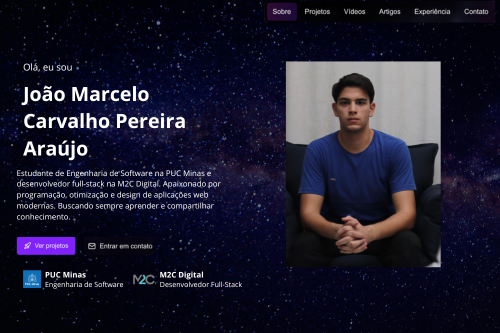 Sobre Projetos Vídeos Artigos Experiência Contato
Olá, eu sou
João Marcelo
Carvalho Pereira
Araújo
Estudante de Engenharia de Software na PUC Minas e
desenvolvedor full-stack na M2C Digital. Apaixonado por
programação, otimização e design de aplicações web
modernas. Buscando sempre aprender e compartilhar
conhecimento.
Ver projetos Entrar em contato
PUC Minas
Engenharia de Software
M2C
M2C Digital
Desenvolvedor Full-Stack